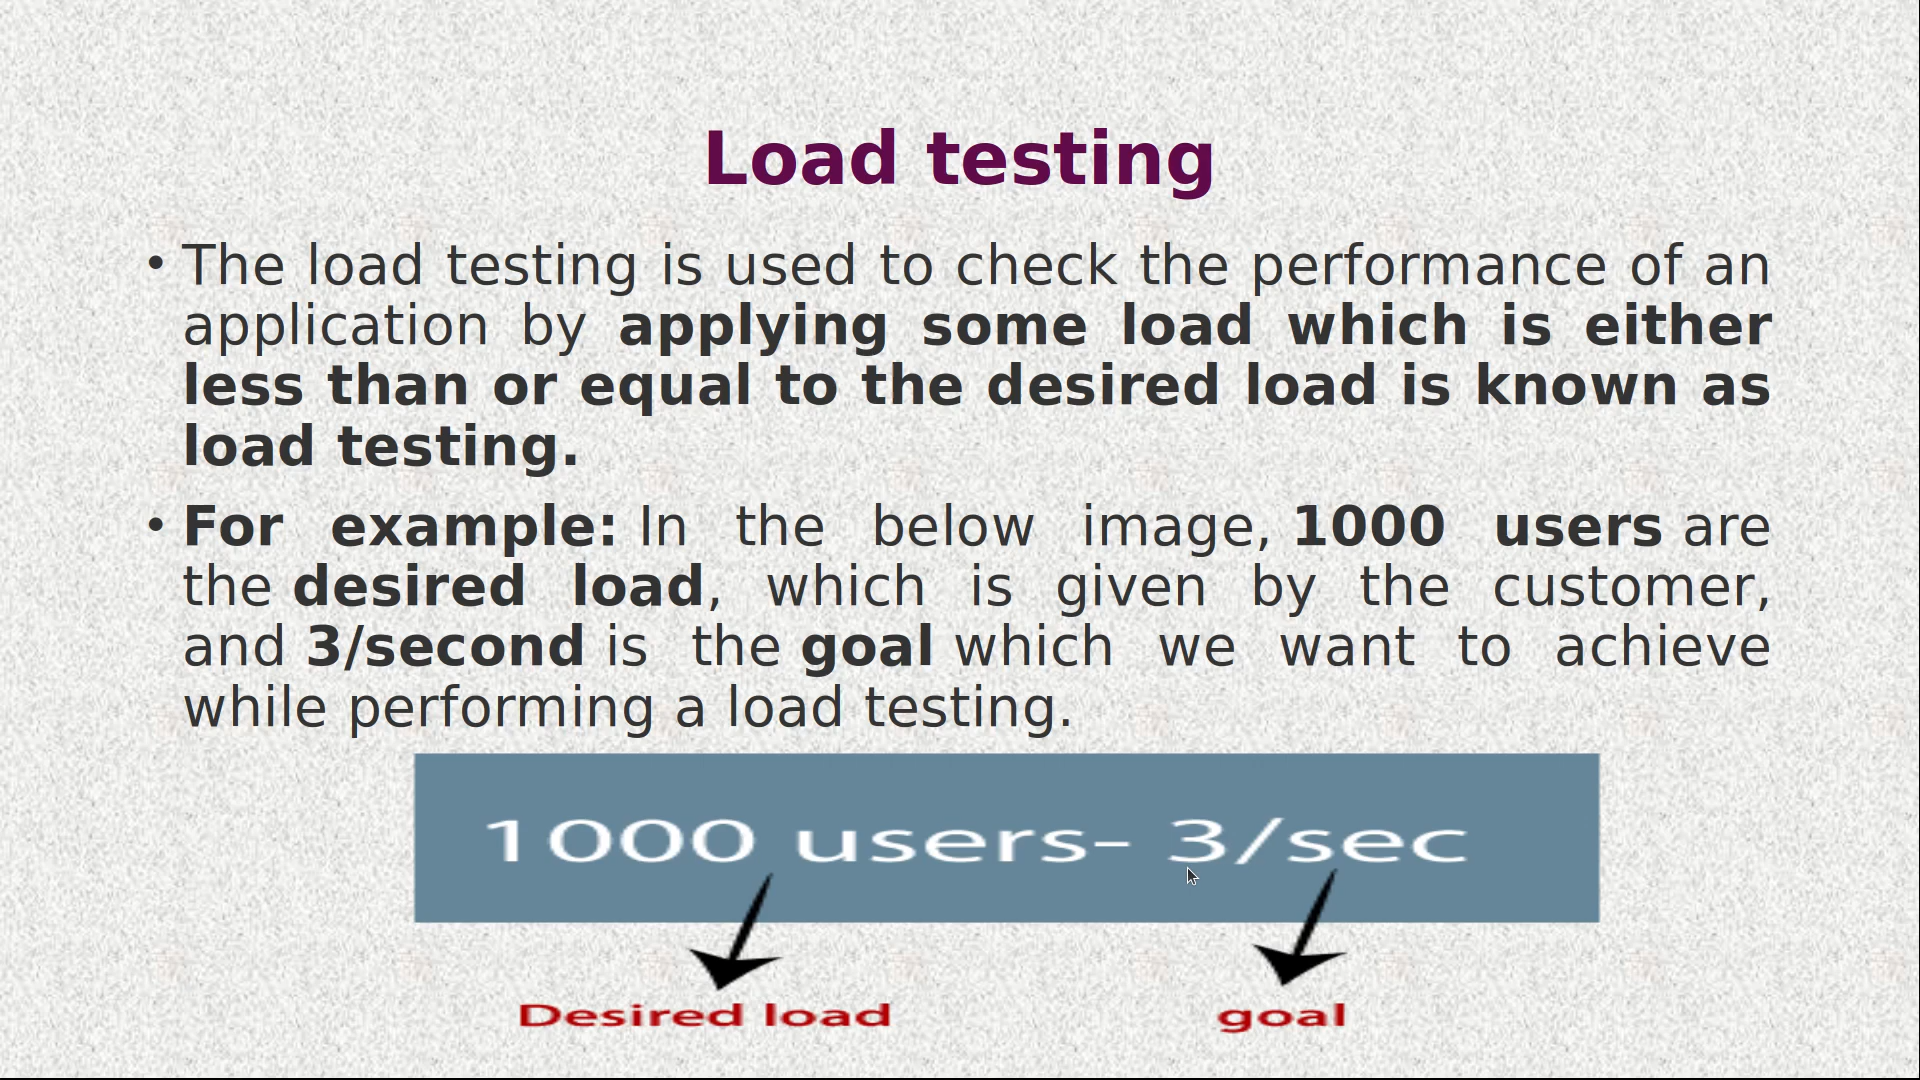 Load testing
• The load testing is used to check the performance of an
application by applying some load which is either
less than or equal to the desired load is known as
load testing.
• For example: In the below image, 1000 users are
the desired load, which is given by the customer,
and 3/second is the goal which we want to achieve
while performing a load testing.
1000 users– 3/sec
Desired load
goal